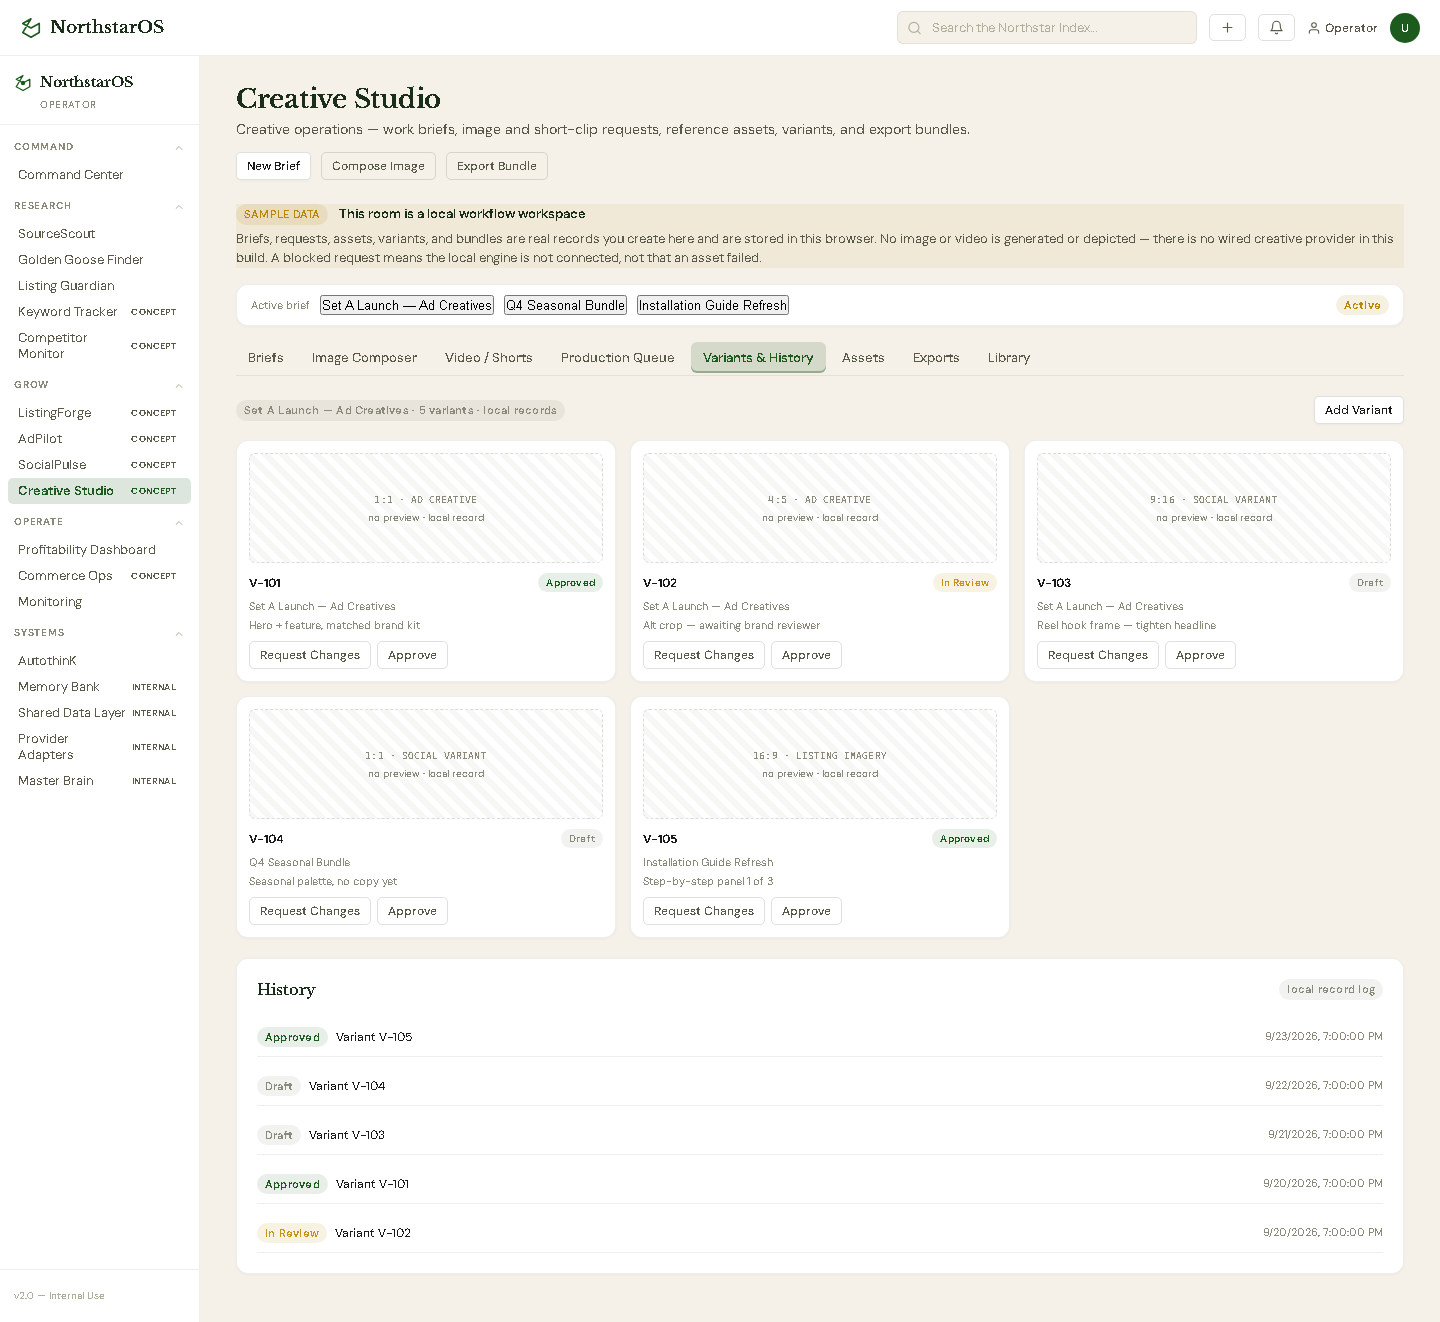 NorthstarOS
Search the Northstar Index...
Operator
U
NorthstarOS
OPERATOR
COMMAND
Command Center
RESEARCH
SourceScout
Golden Goose Finder
Listing Guardian
Keyword Tracker CONCEPT
Competitor Monitor CONCEPT
GROW
ListingForge CONCEPT
AdPilot CONCEPT
SocialPulse CONCEPT
Creative Studio CONCEPT
OPERATE
Profitability Dashboard
Commerce Ops CONCEPT
Monitoring
SYSTEMS
AutothinK
Memory Bank INTERNAL
Shared Data Layer INTERNAL
Provider Adapters INTERNAL
Master Brain INTERNAL
v2.0 — Internal Use
Creative Studio
Creative operations — work briefs, image and short-clip requests, reference assets, variants, and export bundles.
New Brief Compose Image Export Bundle
SAMPLE DATA This room is a local workflow workspace
Briefs, requests, assets, variants, and bundles are real records you create here and are stored in this browser. No image or video is generated or depicted — there is no wired creative provider in this
build. A blocked request means the local engine is not connected, not that an asset failed.
Active brief Set A Launch — Ad Creatives Q4 Seasonal Bundle Installation Guide Refresh Active
Briefs Image Composer Video / Shorts Production Queue Variants & History Assets Exports Library
Set A Launch — Ad Creatives · 5 variants · local records Add Variant
1:1 · AD CREATIVE
no preview · local record
V-101 Approved
Set A Launch — Ad Creatives
Hero + feature, matched brand kit
Request Changes Approve
4:5 · AD CREATIVE
no preview · local record
V-102 In Review
Set A Launch — Ad Creatives
Alt crop — awaiting brand reviewer
Request Changes Approve
9:16 · SOCIAL VARIANT
no preview · local record
V-103 Draft
Set A Launch — Ad Creatives
Reel hook frame — tighten headline
Request Changes Approve
1:1 · SOCIAL VARIANT
no preview · local record
V-104 Draft
Q4 Seasonal Bundle
Seasonal palette, no copy yet
Request Changes Approve
16:9 · LISTING IMAGERY
no preview · local record
V-105 Approved
Installation Guide Refresh
Step-by-step panel 1 of 3
Request Changes Approve
History local record log
Approved Variant V-105 9/23/2026, 7:00:00 PM
Draft Variant V-104 9/22/2026, 7:00:00 PM
Draft Variant V-103 9/21/2026, 7:00:00 PM
Approved Variant V-101 9/20/2026, 7:00:00 PM
In Review Variant V-102 9/20/2026, 7:00:00 PM